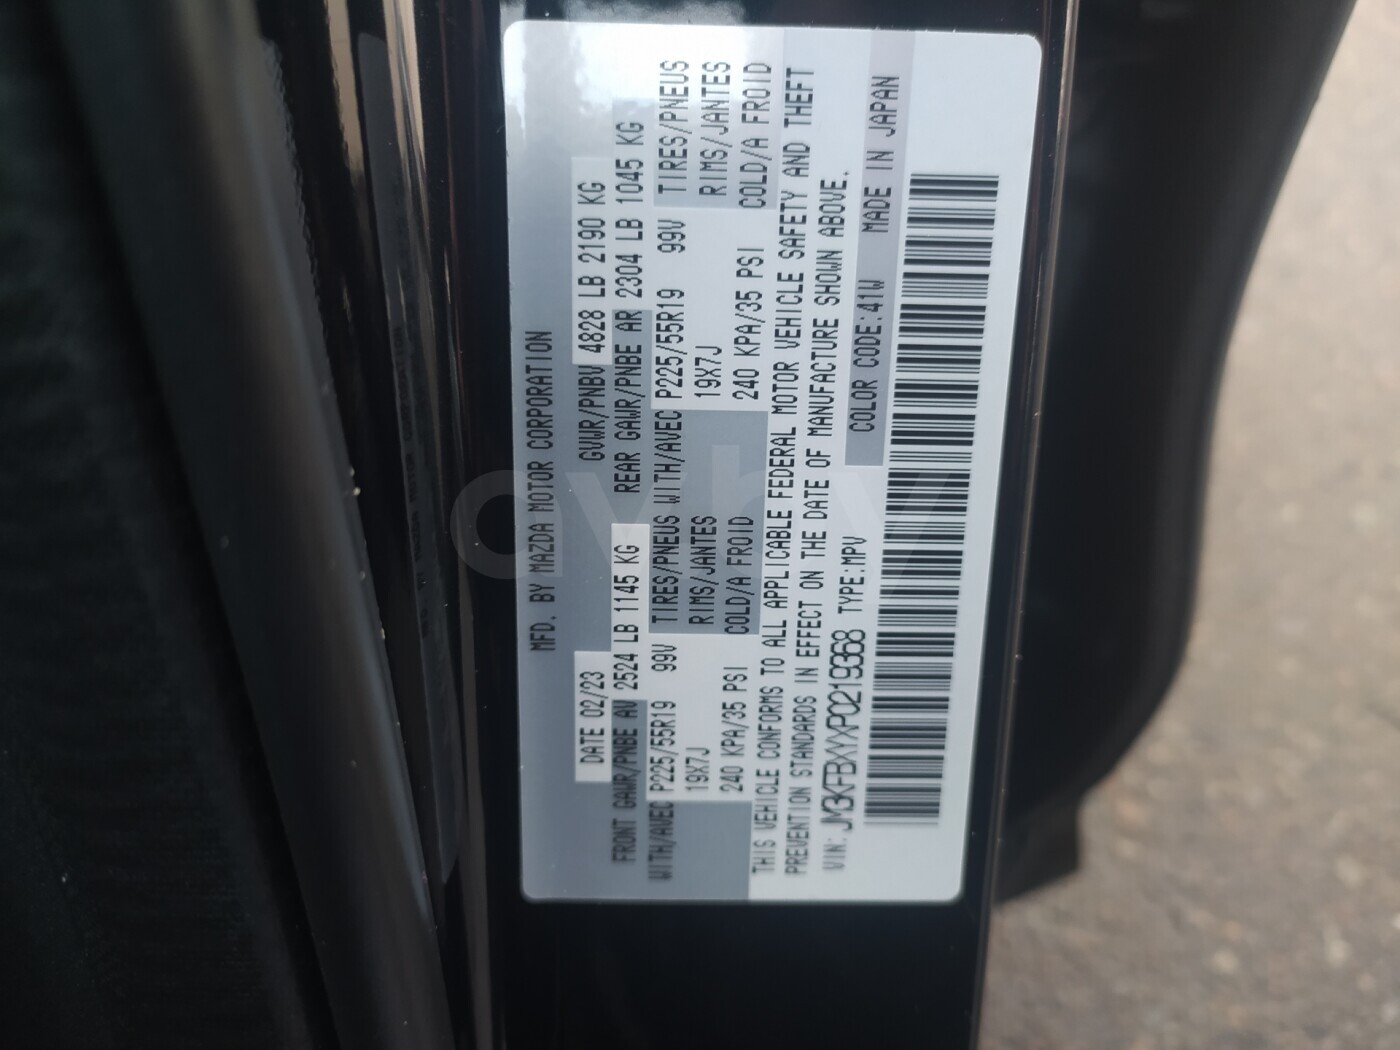 MFD. BY MAZDA MOTOR CORPORATION
DATE 02/23 GVWR/PNBV 4828 LB 2190 KG
FRONT GAWR/PNBE AV 2524 LB 1145 KG REAR GAWR/PNBE AR 2304 LB 1045 KG
WITH/AVEC P225/55R19 99V TIRES/PNEUS WITH/AVEC P225/55R19 99V TIRES/PNEUS
19X7J RIMS/JANTES 19X7J RIMS/JANTES
240 KPA/35 PSI COLD/A FROID 240 KPA/35 PSI COLD/A FROID
THIS VEHICLE CONFORMS TO ALL APPLICABLE FEDERAL MOTOR VEHICLE SAFETY AND THEFT
PREVENTION STANDARDS IN EFFECT ON THE DATE OF MANUFACTURE SHOWN ABOVE.
VIN: JM3KFBXYXP0219368 TYPE:MPV COLOR CODE:41W MADE IN JAPAN